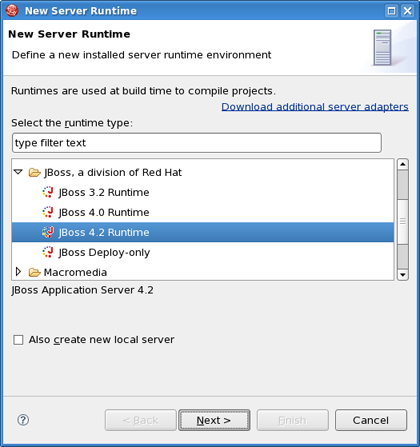 New Server Runtime
New Server Runtime
Define a new installed server runtime environment
Runtimes are used at build time to compile projects.
Download additional server adapters
Select the runtime type:
type filter text
JBoss, a division of Red Hat
JBoss 3.2 Runtime
JBoss 4.0 Runtime
JBoss 4.2 Runtime
JBoss Deploy-only
Macromedia
JBoss Application Server 4.2
Also create new local server
? < Back Next > Finish Cancel